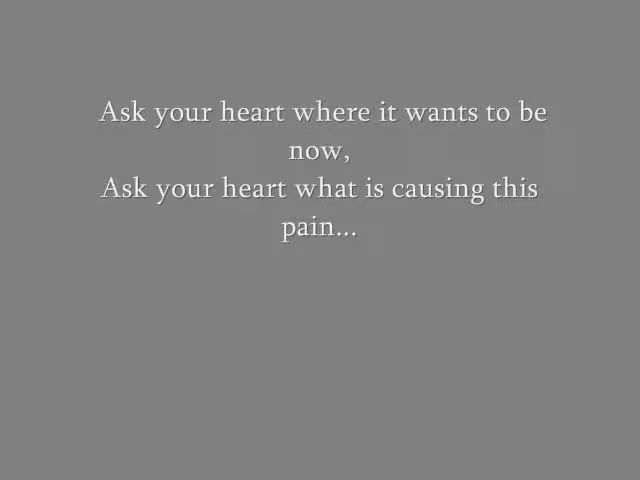 Ask your heart where it wants to be
now,
Ask your heart what is causing this
pain...